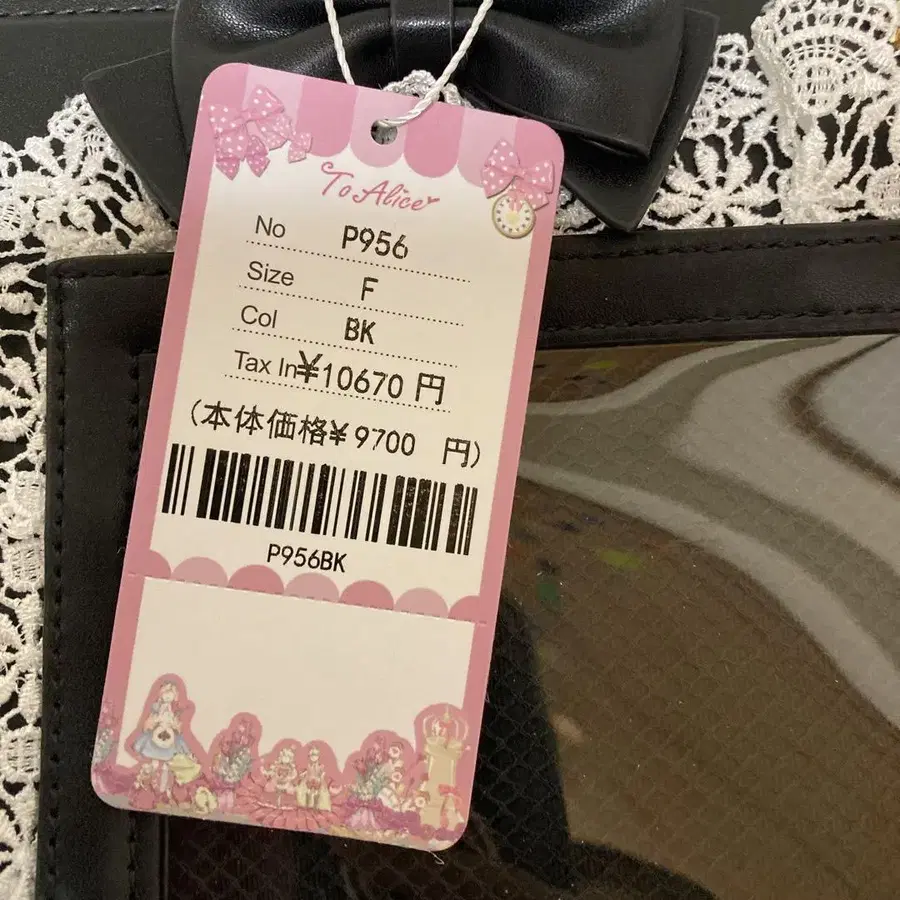 To Alice
No P956
Size F
Col BK
Tax In¥10670 円
(本体価格¥ 9700 円)
P956BK